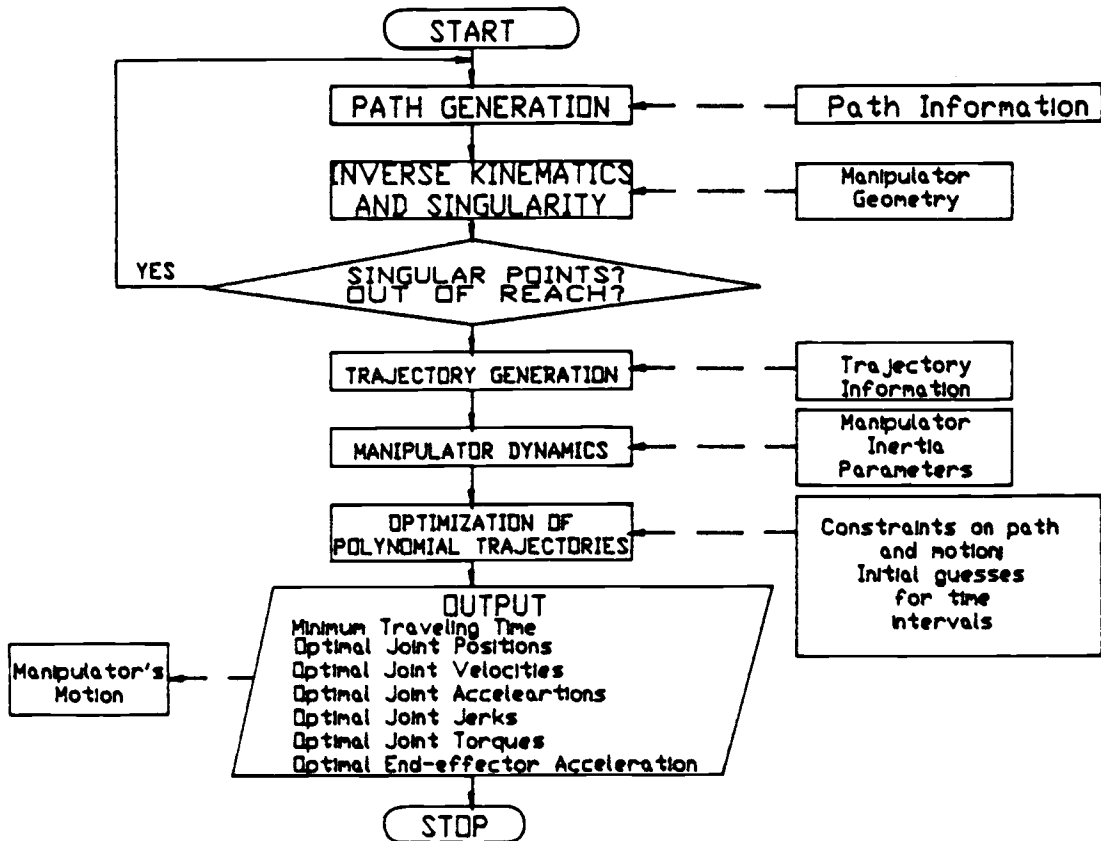 START
PATH GENERATION
Path Information
INVERSE KINEMATICS
AND SINGULARITY
Manipulator
Geometry
YES
SINGULAR POINTS?
OUT OF REACH?
TRAJECTORY GENERATION
Trajectory
Information
MANIPULATOR DYNAMICS
Manipulator
Inertia
Parameters
OPTIMIZATION OF
POLYNOMIAL TRAJECTORIES
Constraints on path
and motion;
Initial guesses
for time
intervals
OUTPUT
Minimum Traveling Time
Optimal Joint Positions
Optimal Joint Velocities
Optimal Joint Acceleartions
Optimal Joint Jerks
Optimal Joint Torques
Optimal End-effector Acceleration
Manipulator's
Motion
STOP